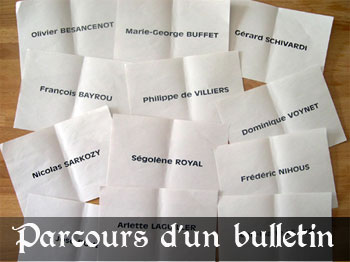 Olivier BESANCENOT
Marie-George BUFFET
Gérard SCHIVARDI
François BAYROU
Philippe de VILLIERS
Dominique VOYNET
Nicolas SARKOZY
Ségolène ROYAL
Frédéric NIHOUS
Arlette
Parcours d'un bulletin